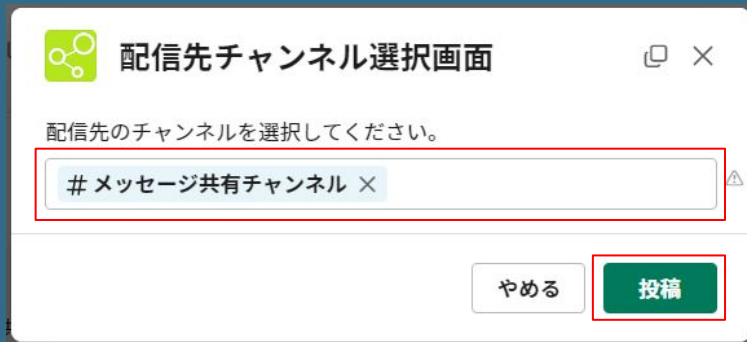 配信先チャンネル選択画面
配信先のチャンネルを選択してください。
# メッセージ共有チャンネル ×
やめる
投稿